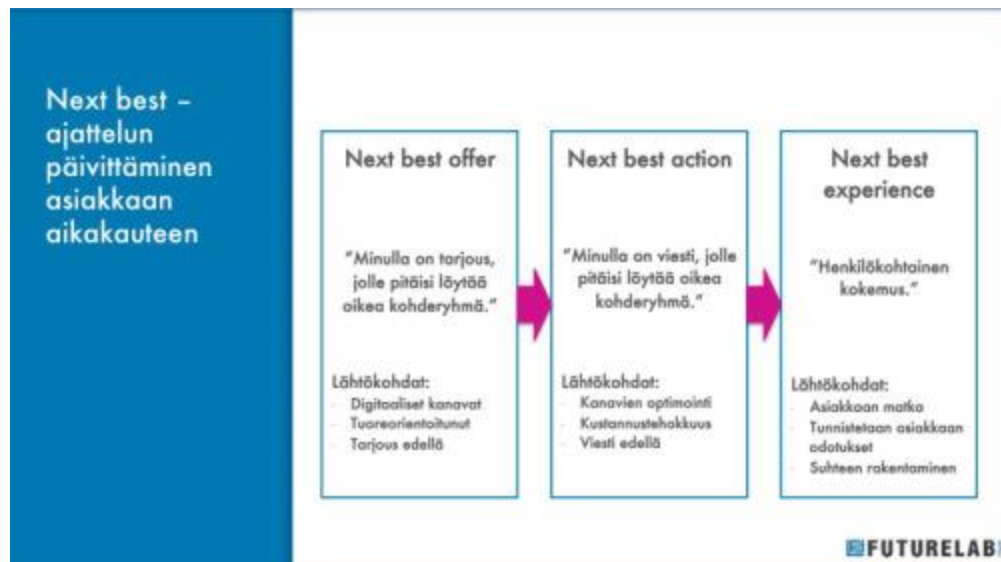 Next best –
ajattelun
päivittäminen
asiakkaan
aikakauteen
Next best offer
"Minulla on tarjous,
jolle pitäisi löytää
oikea kohderyhmä."
Lähtökohdat:
- Digitaaliset kanavat
- Tuoreorientoitunut
- Tarjous edellä
Next best action
"Minulla on viesti, jolle
pitäisi löytää oikea
kohderyhmä."
Lähtökohdat:
- Kanavien optimointi
- Kustannustehokkuus
- Viesti edellä
Next best
experience
"Henkilökohtainen
kokemus."
Lähtökohdat:
- Asiakkaan matka
- Tunnistetaan asiakkaan
odotukset
- Suhteen rakentaminen
FUTURELAB